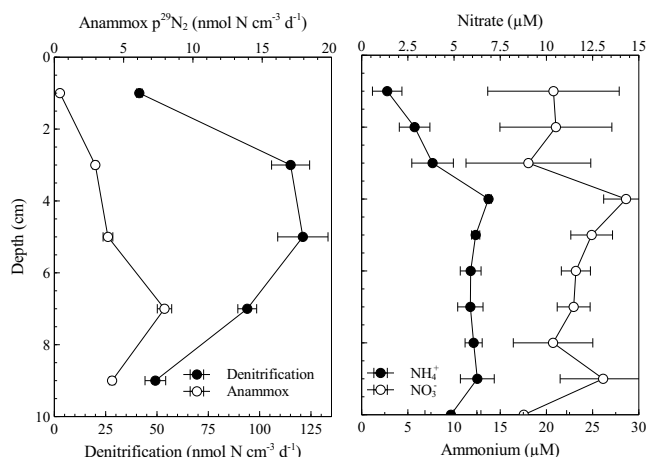 Anammox p²⁹N₂ (nmol N cm⁻³ d⁻¹)
0 4 8 12 16 20
Nitrate (µM)
0 2.5 5 7.5 10 12.5 15
Depth (cm)
0
2
4
6
8
10
Denitrification
Anammox
NH₄⁺
NO₃⁻
0 25 50 75 100 125
Denitrification (nmol N cm⁻³ d⁻¹)
0 5 10 15 20 25 30
Ammonium (µM)